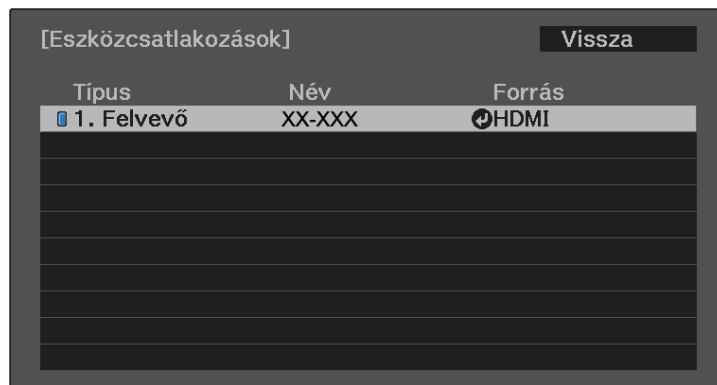 [Eszközcsatlakozások] Vissza
Típus Név Forrás
1. Felvevő XX-XXX HDMI